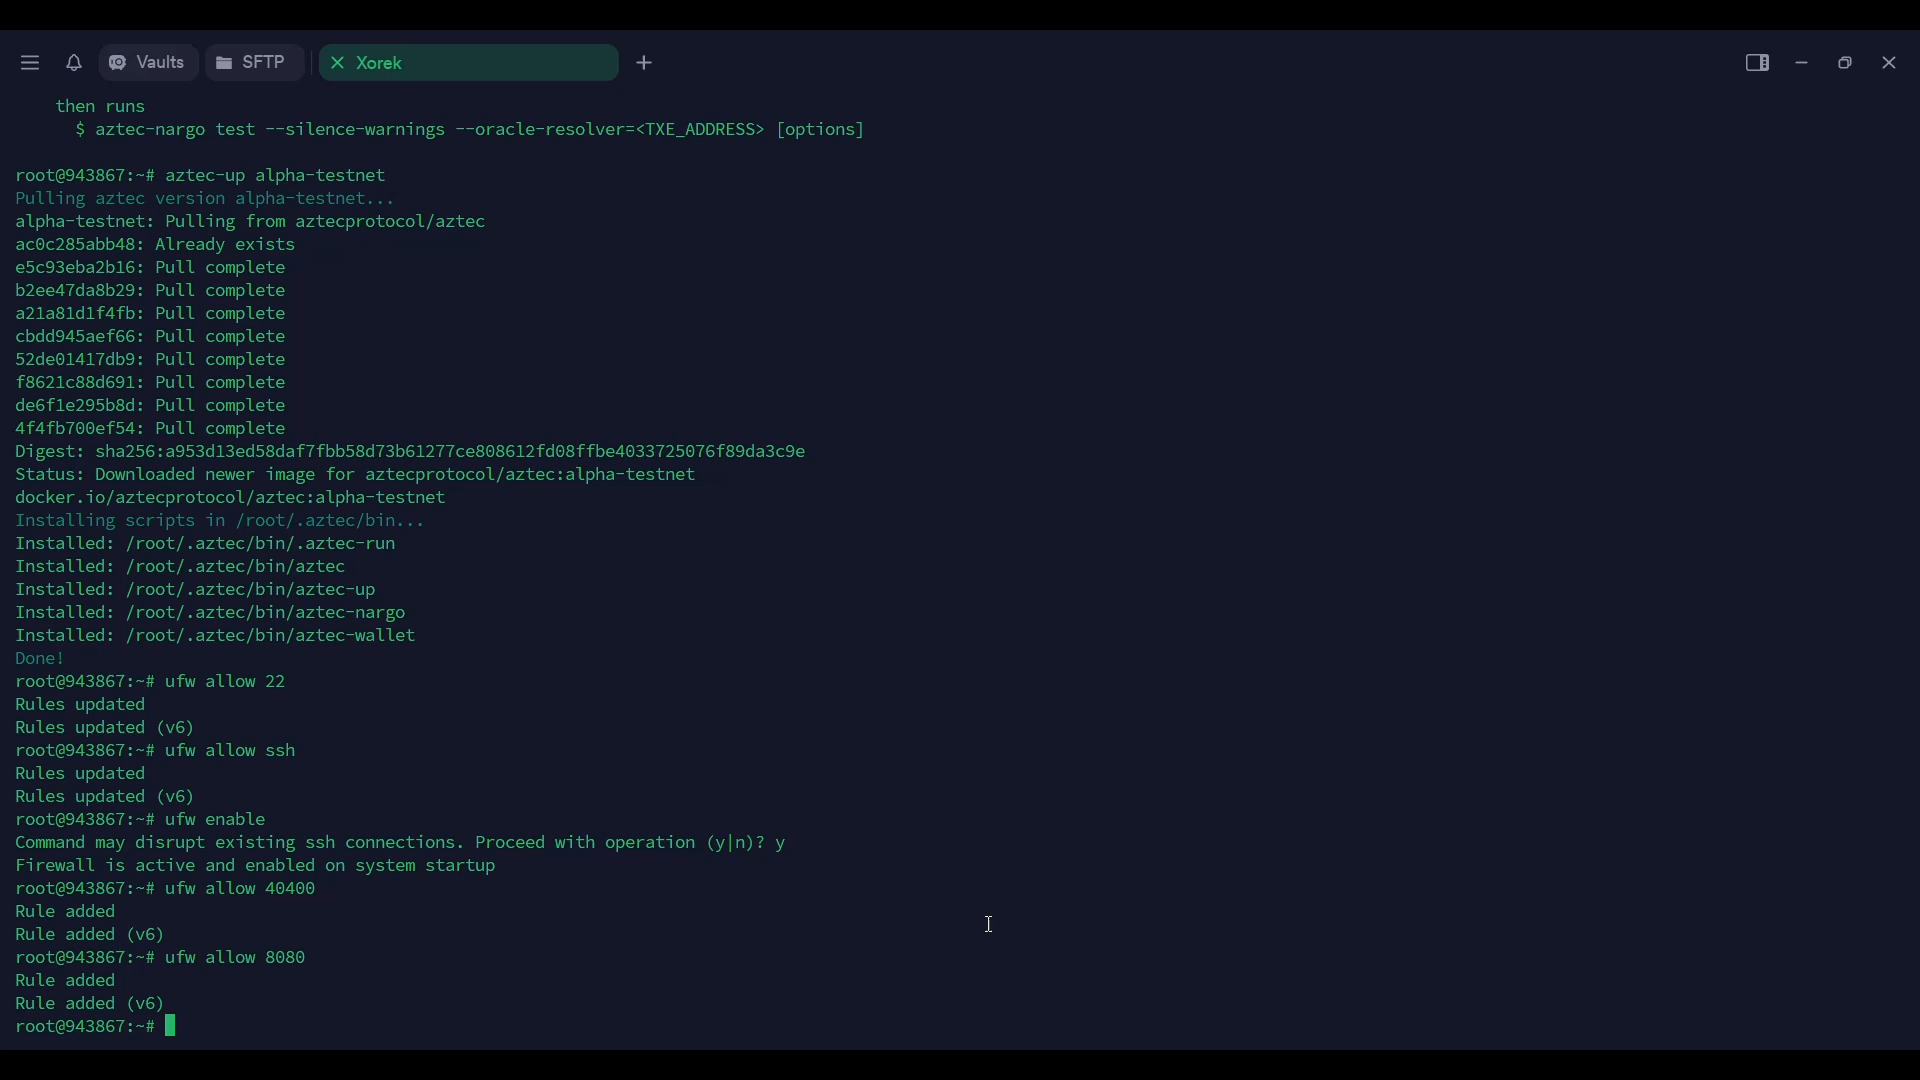 Vaults SFTP Xorek
then runs
$ aztec-nargo test --silence-warnings --oracle-resolver=<TXE_ADDRESS> [options]
root@943867:~# aztec-up alpha-testnet
Pulling aztec version alpha-testnet...
alpha-testnet: Pulling from aztecprotocol/aztec
ac0c285abb48: Already exists
e5c93eba2b16: Pull complete
b2ee47da8b29: Pull complete
a21a81d1f4fb: Pull complete
cbdd945aef66: Pull complete
52de01417db9: Pull complete
f8621c88d691: Pull complete
de6f1e295b8d: Pull complete
4f4fb700ef54: Pull complete
Digest: sha256:a953d13ed58daf7fbb58d73b61277ce808612fd08ffbe4033725076f89da3c9e
Status: Downloaded newer image for aztecprotocol/aztec:alpha-testnet
docker.io/aztecprotocol/aztec:alpha-testnet
Installing scripts in /root/.aztec/bin...
Installed: /root/.aztec/bin/.aztec-run
Installed: /root/.aztec/bin/aztec
Installed: /root/.aztec/bin/aztec-up
Installed: /root/.aztec/bin/aztec-nargo
Installed: /root/.aztec/bin/aztec-wallet
Done!
root@943867:~# ufw allow 22
Rules updated
Rules updated (v6)
root@943867:~# ufw allow ssh
Rules updated
Rules updated (v6)
root@943867:~# ufw enable
Command may disrupt existing ssh connections. Proceed with operation (y|n)? y
Firewall is active and enabled on system startup
root@943867:~# ufw allow 40400
Rule added
Rule added (v6)
root@943867:~# ufw allow 8080
Rule added
Rule added (v6)
root@943867:~#